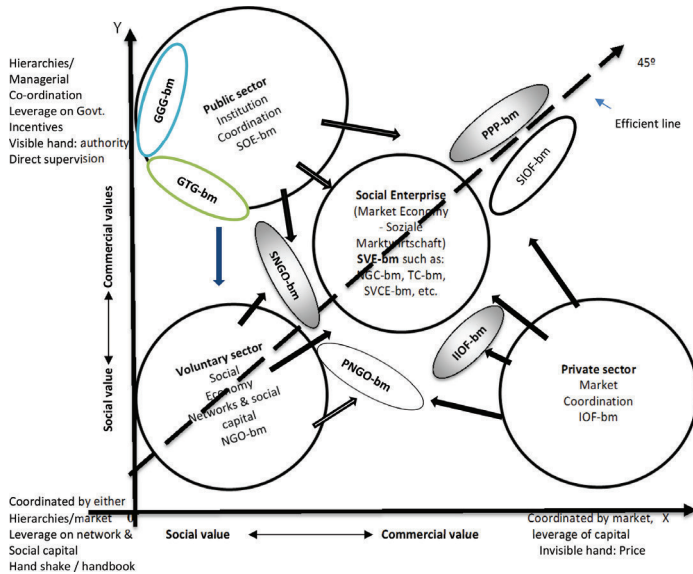 Y
Hierarchies/
Managerial
Co-ordination
Leverage on Govt.
Incentives
Visible hand: authority
Direct supervision
GGG-bm
Public sector
Institution
Coordination
SOE-bm
GTG-bm
PPP-bm
SIOF-bm
45º
Efficient line
Social Enterprise
(Market Economy
- Soziale
Marktwirtschaft)
SVE-bm such as:
NGC-bm, TC-bm,
SVCE-bm, etc.
SNGO-bm
Commercial values
Social value
Voluntary sector
Social
Economy
Networks & social
capital
NGO-bm
PNGO-bm
IIOF-bm
Private sector
Market
Coordination
IOF-bm
Coordinated by either
Hierarchies/market 0
Leverage on network &
Social capital
Hand shake / handbook
Social value
Commercial value
Coordinated by market, X
leverage of capital
Invisible hand: Price